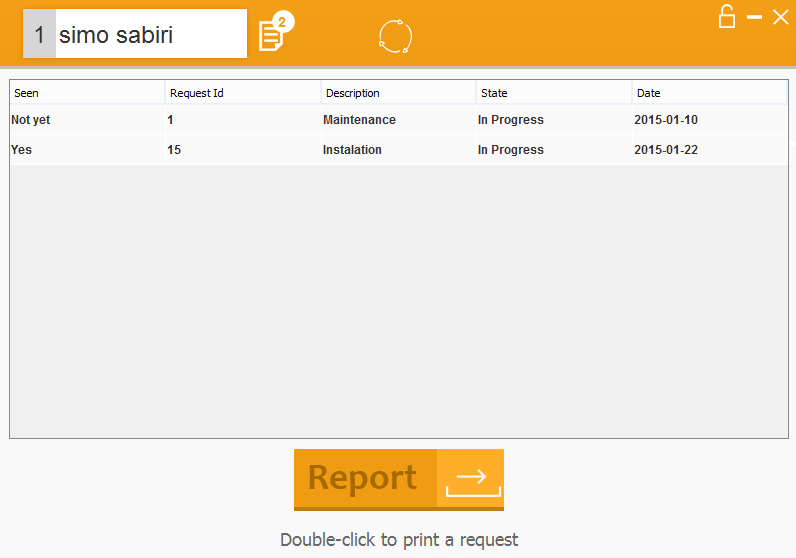 1 simo sabiri 2
Seen Request Id Description State Date
Not yet 1 Maintenance In Progress 2015-01-10
Yes 15 Instalation In Progress 2015-01-22
Report
Double-click to print a request